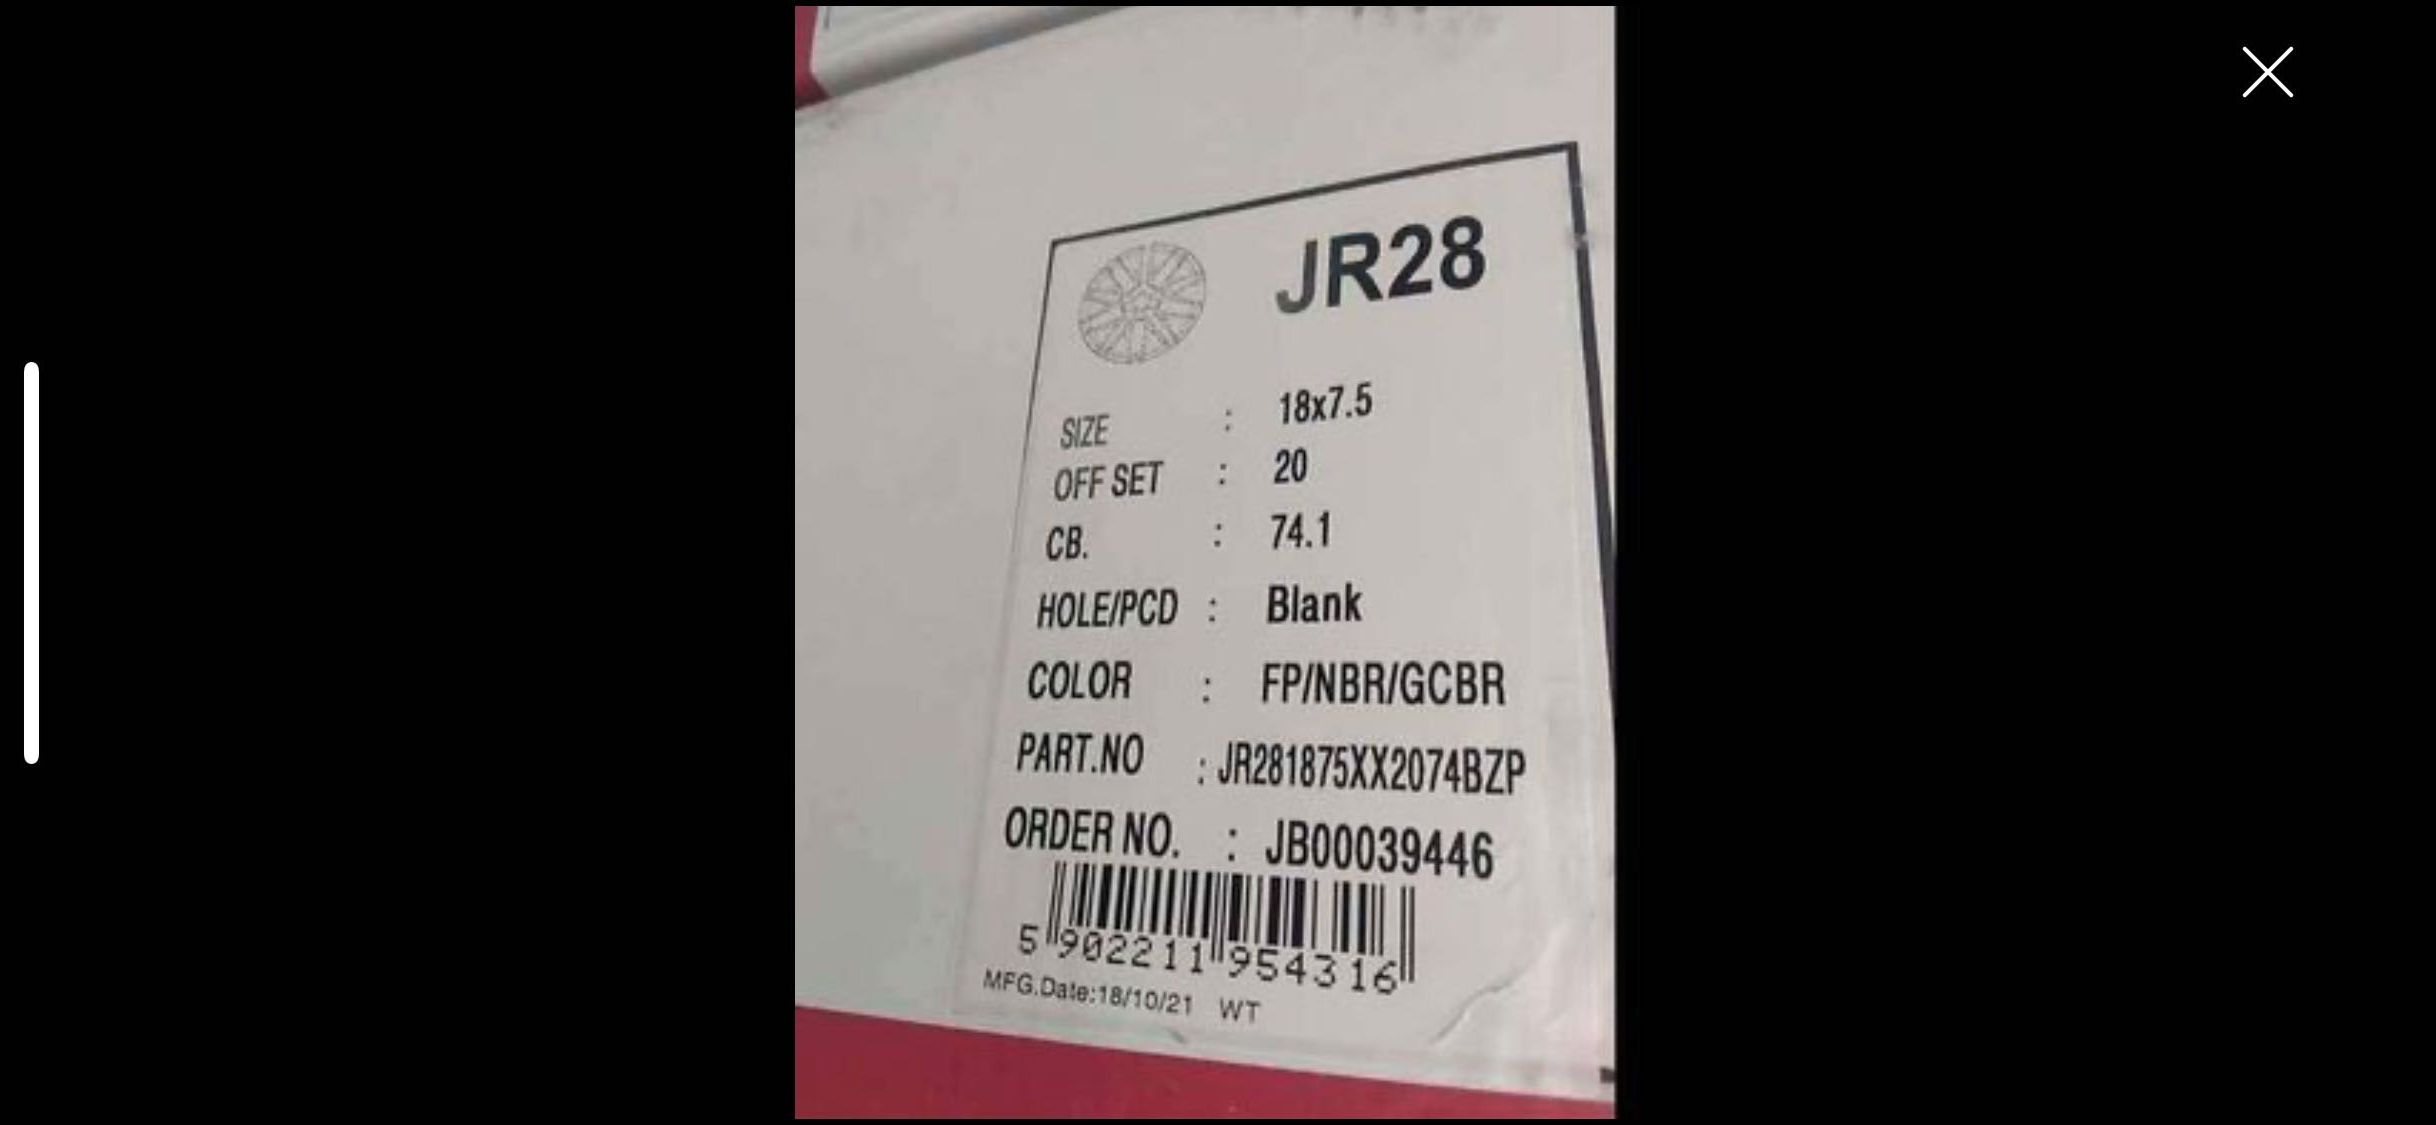 JR28
SIZE : 18x7.5
OFF SET : 20
CB. : 74.1
HOLE/PCD : Blank
COLOR : FP/NBR/GCBR
PART.NO : JR281875XX2074BZP
ORDER NO. : JB00039446
5 902211 954316
MFG.Date:18/10/21 WT